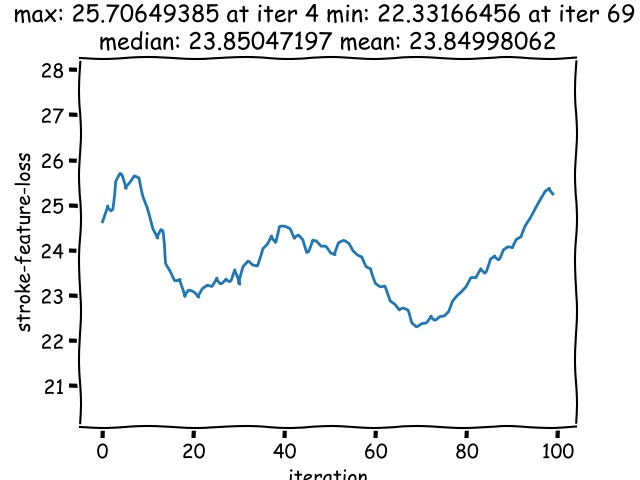 max: 25.70649385 at iter 4 min: 22.33166456 at iter 69
median: 23.85047197 mean: 23.84998062
28
27
26
25
24
23
22
21
stroke-feature-loss
0 20 40 60 80 100
iteration